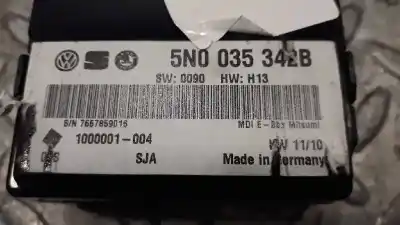 5N0 035 342B
SW: 0090 HW: H13
S/N 7667859016 MDI E-Box Mitsumi
1000001-004
SJA
KW 11/10
Made in Germany